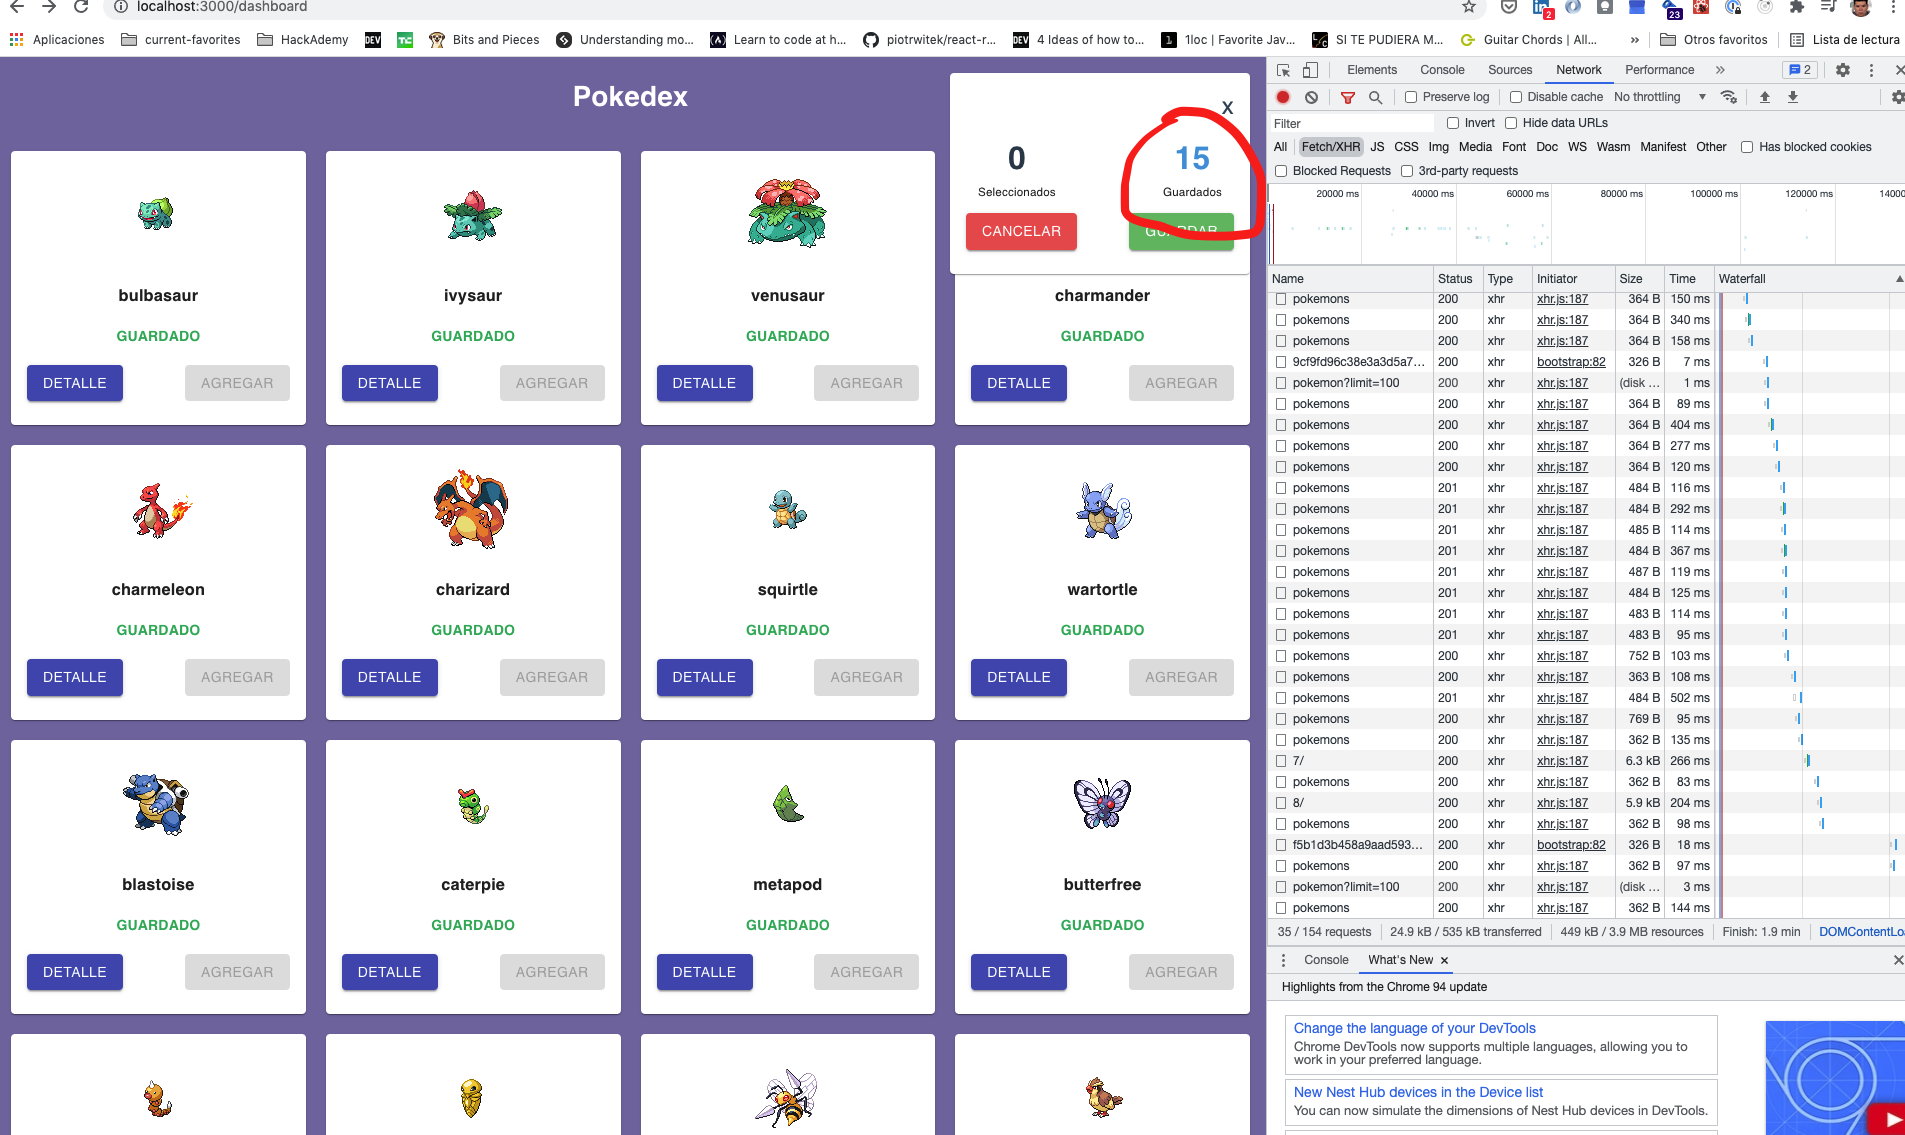 localhost:3000/dashboard
2
23
Aplicaciones current-favorites HackAdemy DEV TC Bits and Pieces Understanding mo... Learn to code at h... piotrwitek/react-r... DEV 4 Ideas of how to... 1loc | Favorite Jav... SI TE PUDIERA M... Guitar Chords | All... » Otros favoritos Lista de lectura
Pokedex
X
0
Seleccionados
CANCELAR
15
Guardados
GUARDAR
bulbasaur
GUARDADO
DETALLE AGREGAR
ivysaur
GUARDADO
DETALLE AGREGAR
venusaur
GUARDADO
DETALLE AGREGAR
charmander
GUARDADO
DETALLE AGREGAR
charmeleon
GUARDADO
DETALLE AGREGAR
charizard
GUARDADO
DETALLE AGREGAR
squirtle
GUARDADO
DETALLE AGREGAR
wartortle
GUARDADO
DETALLE AGREGAR
blastoise
GUARDADO
DETALLE AGREGAR
caterpie
GUARDADO
DETALLE AGREGAR
metapod
GUARDADO
DETALLE AGREGAR
butterfree
GUARDADO
DETALLE AGREGAR
Elements Console Sources Network Performance » 2
Preserve log Disable cache No throttling
Filter Invert Hide data URLs
All Fetch/XHR JS CSS Img Media Font Doc WS Wasm Manifest Other Has blocked cookies
Blocked Requests 3rd-party requests
20000 ms 40000 ms 60000 ms 80000 ms 100000 ms 120000 ms 14000
Name Status Type Initiator Size Time Waterfall
pokemons 200 xhr xhr.js:187 364 B 150 ms
pokemons 200 xhr xhr.js:187 364 B 340 ms
pokemons 200 xhr xhr.js:187 364 B 158 ms
9cf9fd96c38e3a3d5a7... 200 xhr bootstrap:82 326 B 7 ms
pokemon?limit=100 200 xhr xhr.js:187 (disk ... 1 ms
pokemons 200 xhr xhr.js:187 364 B 89 ms
pokemons 200 xhr xhr.js:187 364 B 404 ms
pokemons 200 xhr xhr.js:187 364 B 277 ms
pokemons 200 xhr xhr.js:187 364 B 120 ms
pokemons 201 xhr xhr.js:187 484 B 116 ms
pokemons 201 xhr xhr.js:187 484 B 292 ms
pokemons 201 xhr xhr.js:187 485 B 114 ms
pokemons 201 xhr xhr.js:187 484 B 367 ms
pokemons 201 xhr xhr.js:187 487 B 119 ms
pokemons 201 xhr xhr.js:187 484 B 125 ms
pokemons 201 xhr xhr.js:187 483 B 114 ms
pokemons 201 xhr xhr.js:187 483 B 95 ms
pokemons 200 xhr xhr.js:187 752 B 103 ms
pokemons 200 xhr xhr.js:187 363 B 108 ms
pokemons 201 xhr xhr.js:187 484 B 502 ms
pokemons 200 xhr xhr.js:187 769 B 95 ms
pokemons 200 xhr xhr.js:187 362 B 135 ms
7/ 200 xhr xhr.js:187 6.3 kB 266 ms
pokemons 200 xhr xhr.js:187 362 B 83 ms
8/ 200 xhr xhr.js:187 5.9 kB 204 ms
pokemons 200 xhr xhr.js:187 362 B 98 ms
f5b1d3b458a9aad593... 200 xhr bootstrap:82 326 B 18 ms
pokemons 200 xhr xhr.js:187 362 B 97 ms
pokemon?limit=100 200 xhr xhr.js:187 (disk ... 3 ms
pokemons 200 xhr xhr.js:187 362 B 144 ms
35 / 154 requests 24.9 kB / 535 kB transferred 449 kB / 3.9 MB resources Finish: 1.9 min DOMContentLo
Console What's New
Highlights from the Chrome 94 update
Change the language of your DevTools
Chrome DevTools now supports multiple languages, allowing you to
work in your preferred language.
New Nest Hub devices in the Device list
You can now simulate the dimensions of Nest Hub devices in DevTools.